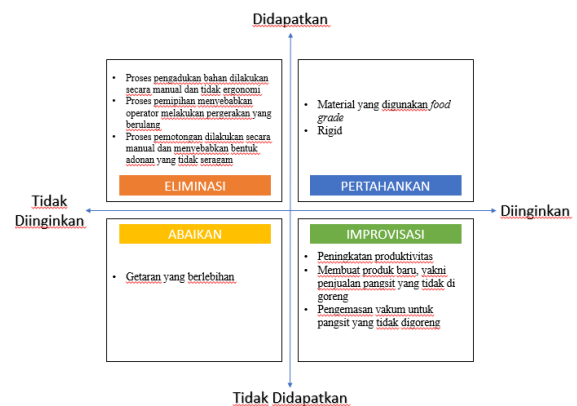 Didapatkan
• Proses pengadukan bahan dilakukan
secara manual dan tidak ergonomi
• Proses pemipihan menyebabkan
operator melakukan pergerakan yang
berulang
• Proses pemotongan dilakukan secara
manual dan menyebabkan bentuk
adonan yang tidak seragam
ELIMINASI
• Material yang digunakan food
grade
• Rigid
PERTAHANKAN
Tidak
Diinginkan
Diinginkan
ABAIKAN
• Getaran yang berlebihan
IMPROVISASI
• Peningkatan produktivitas
• Membuat produk baru, yakni
penjualan pangsit yang tidak di
goreng
• Pengemasan vakum untuk
pangsit yang tidak digoreng
Tidak Didapatkan